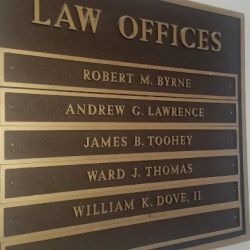 LAW OFFICES
ROBERT M. BYRNE
ANDREW G. LAWRENCE
JAMES B. TOOHEY
WARD J. THOMAS
WILLIAM K. DOVE, II